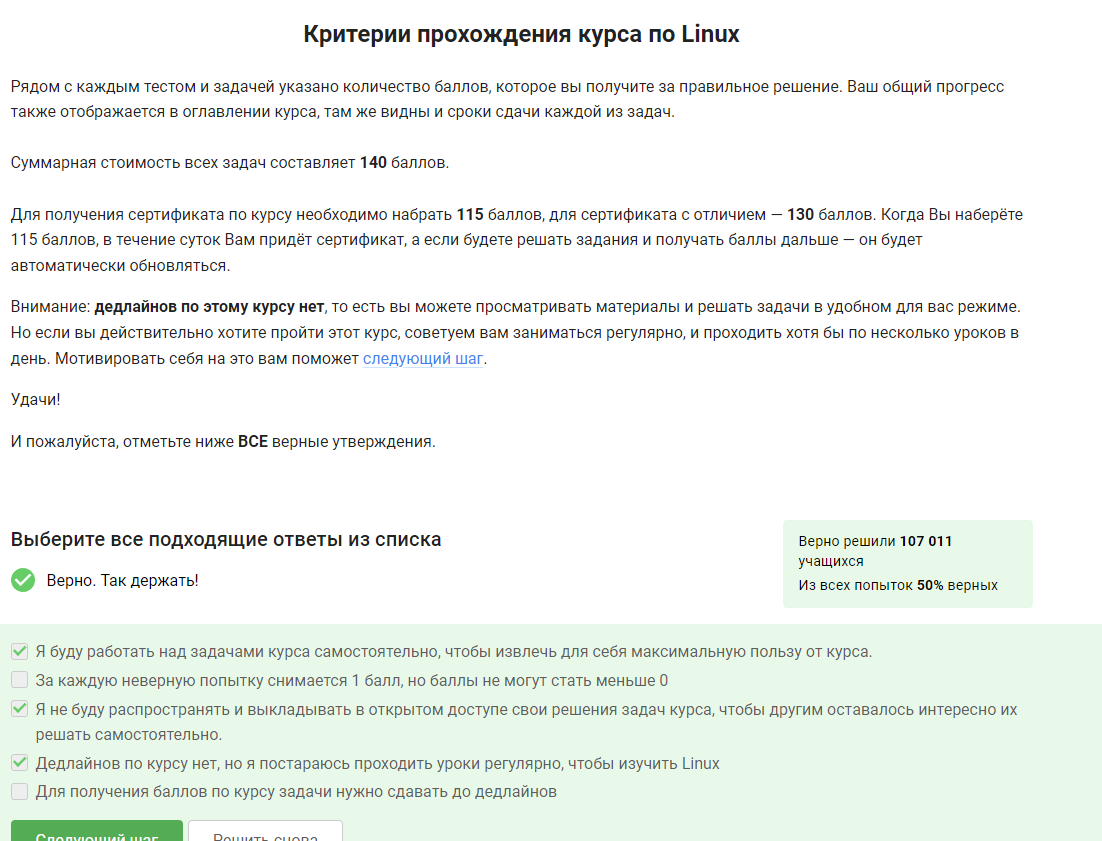 Критерии прохождения курса по Linux
Рядом с каждым тестом и задачей указано количество баллов, которое вы получите за правильное решение. Ваш общий прогресс
также отображается в оглавлении курса, там же видны и сроки сдачи каждой из задач.
Суммарная стоимость всех задач составляет 140 баллов.
Для получения сертификата по курсу необходимо набрать 115 баллов, для сертификата с отличием — 130 баллов. Когда Вы наберёте
115 баллов, в течение суток Вам придёт сертификат, а если будете решать задания и получать баллы дальше — он будет
автоматически обновляться.
Внимание: дедлайнов по этому курсу нет, то есть вы можете просматривать материалы и решать задачи в удобном для вас режиме.
Но если вы действительно хотите пройти этот курс, советуем вам заниматься регулярно, и проходить хотя бы по несколько уроков в
день. Мотивировать себя на это вам поможет следующий шаг.
Удачи!
И пожалуйста, отметьте ниже ВСЕ верные утверждения.
Выберите все подходящие ответы из списка
Верно. Так держать!
Верно решили 107 011
учащихся
Из всех попыток 50% верных
Я буду работать над задачами курса самостоятельно, чтобы извлечь для себя максимальную пользу от курса.
За каждую неверную попытку снимается 1 балл, но баллы не могут стать меньше 0
Я не буду распространять и выкладывать в открытом доступе свои решения задач курса, чтобы другим оставалось интересно их
решать самостоятельно.
Дедлайнов по курсу нет, но я постараюсь проходить уроки регулярно, чтобы изучить Linux
Для получения баллов по курсу задачи нужно сдавать до дедлайнов
Следующий шаг
Решить снова